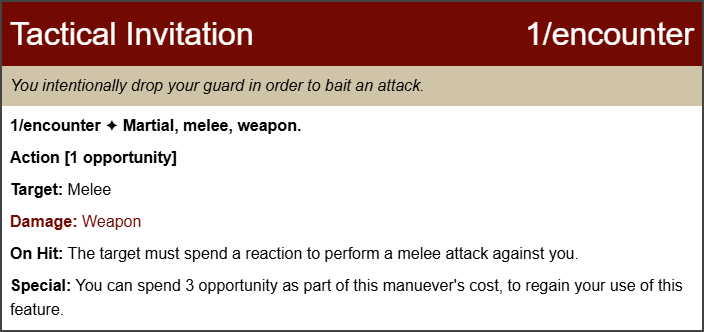 Tactical Invitation 1/encounter
You intentionally drop your guard in order to bait an attack.
1/encounter ✦ Martial, melee, weapon.
Action [1 opportunity]
Target: Melee
Damage: Weapon
On Hit: The target must spend a reaction to perform a melee attack against you.
Special: You can spend 3 opportunity as part of this manuever's cost, to regain your use of this
feature.